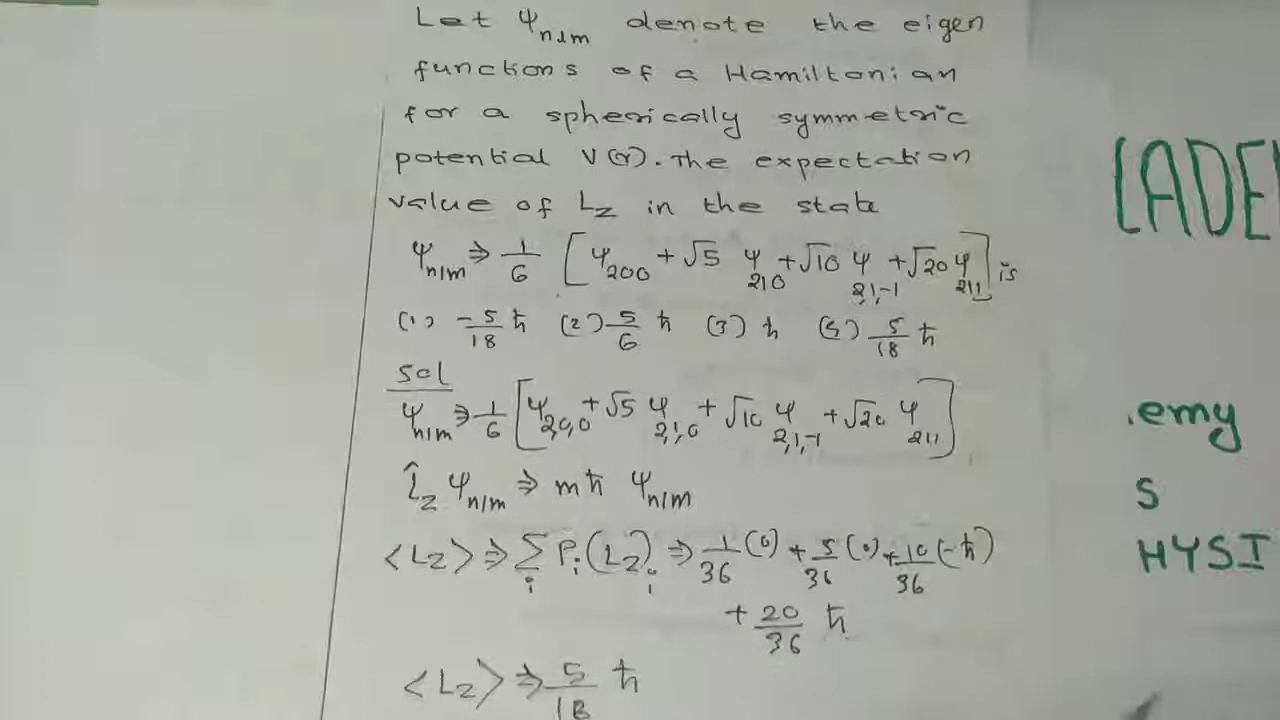 Let Ψnlm denote the eigen
functions of a Hamiltonian
for a spherically symmetric
potential V(r). The expectation
value of Lz in the state
Ψnlm ⇒ 1/6 [Ψ200 + √5 Ψ210 + √10 Ψ2,1,-1 + √20 Ψ211] is
(1) -5/18 ħ (2) 5/6 ħ (3) ħ (4) 5/18 ħ
Sol
Ψnlm ⇒ 1/6 [Ψ2,0,0 + √5 Ψ2,1,0 + √10 Ψ2,1,-1 + √20 Ψ211]
L̂z Ψnlm ⇒ mħ Ψnlm
<Lz> ⇒ Σi Pi(Lz)i ⇒ 1/36 (0) + 5/36 (0) + 10/36 (-ħ)
+ 20/36 ħ
<Lz> ⇒ 5/18 ħ
CADE
emy
S
HYSI